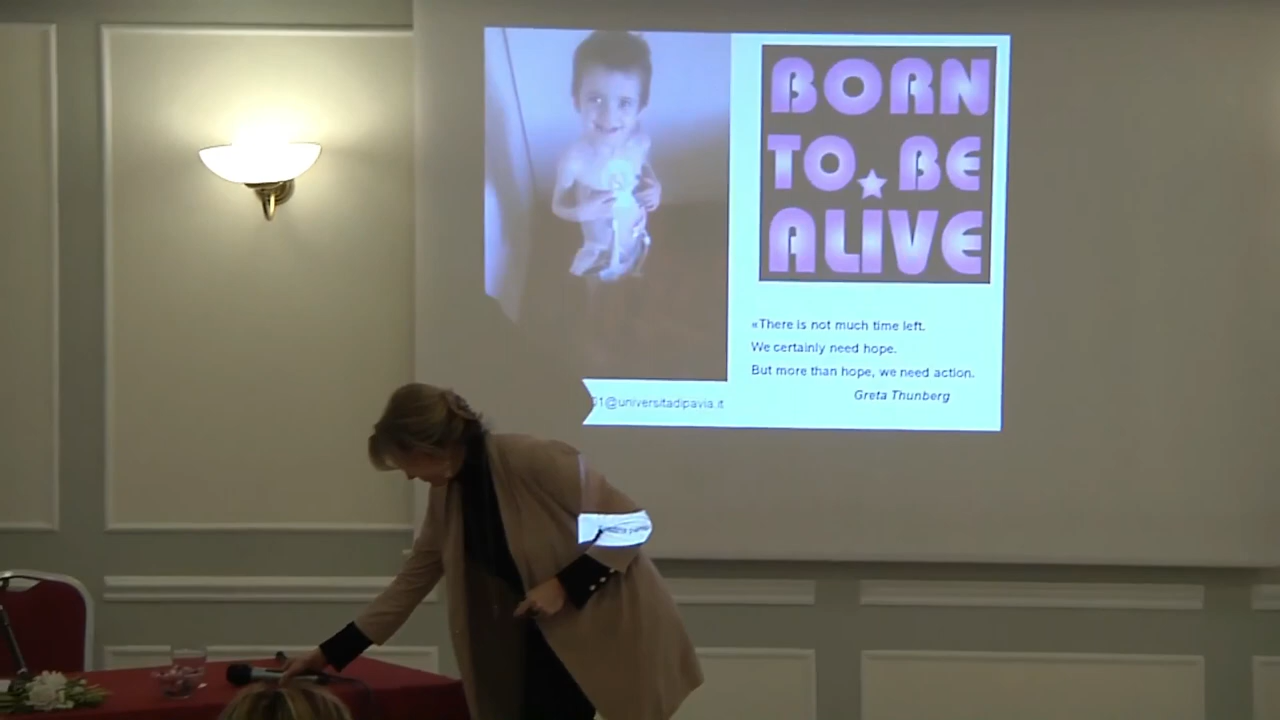 BORN
TO BE
ALIVE
«There is not much time left.
We certainly need hope.
But more than hope, we need action.
Greta Thunberg
01@universitadipavia.it